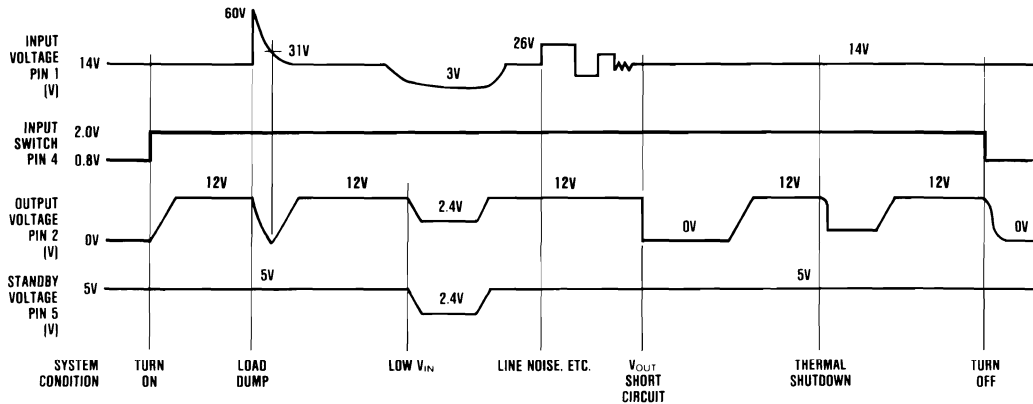 60V
INPUT
VOLTAGE
PIN 1
(V)
14V
31V
3V
26V
14V
INPUT
SWITCH
PIN 4
2.0V
0.8V
OUTPUT
VOLTAGE
PIN 2
(V)
12V
12V
2.4V
12V
12V
12V
0V
0V
0V
STANDBY
VOLTAGE
PIN 5
(V)
5V
5V
2.4V
5V
SYSTEM
CONDITION
TURN
ON
LOAD
DUMP
LOW VIN
LINE NOISE, ETC.
VOUT
SHORT
CIRCUIT
THERMAL
SHUTDOWN
TURN
OFF